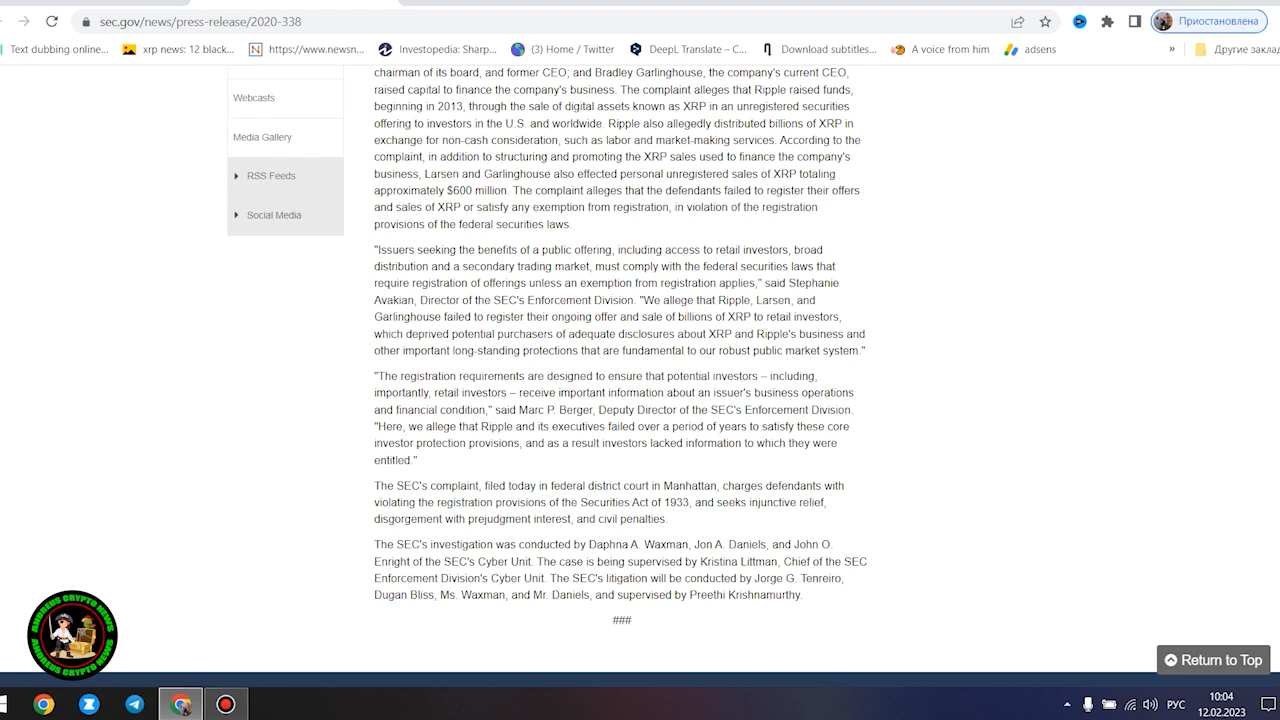 sec.gov/news/press-release/2020-338
Приостановлена
Text dubbing online...
xrp news: 12 black...
https://www.newsn...
Investopedia: Sharp...
(3) Home / Twitter
DeepL Translate – C...
Download subtitles...
A voice from him
adsens
»
Другие заклад
chairman of its board, and former CEO; and Bradley Garlinghouse, the company's current CEO,
raised capital to finance the company's business. The complaint alleges that Ripple raised funds,
beginning in 2013, through the sale of digital assets known as XRP in an unregistered securities
offering to investors in the U.S. and worldwide. Ripple also allegedly distributed billions of XRP in
exchange for non-cash consideration, such as labor and market-making services. According to the
complaint, in addition to structuring and promoting the XRP sales used to finance the company's
business, Larsen and Garlinghouse also effected personal unregistered sales of XRP totaling
approximately $600 million. The complaint alleges that the defendants failed to register their offers
and sales of XRP or satisfy any exemption from registration, in violation of the registration
provisions of the federal securities laws.
Webcasts
Media Gallery
RSS Feeds
Social Media
"Issuers seeking the benefits of a public offering, including access to retail investors, broad
distribution and a secondary trading market, must comply with the federal securities laws that
require registration of offerings unless an exemption from registration applies," said Stephanie
Avakian, Director of the SEC's Enforcement Division. "We allege that Ripple, Larsen, and
Garlinghouse failed to register their ongoing offer and sale of billions of XRP to retail investors,
which deprived potential purchasers of adequate disclosures about XRP and Ripple's business and
other important long-standing protections that are fundamental to our robust public market system."
"The registration requirements are designed to ensure that potential investors – including,
importantly, retail investors – receive important information about an issuer's business operations
and financial condition," said Marc P. Berger, Deputy Director of the SEC's Enforcement Division.
"Here, we allege that Ripple and its executives failed over a period of years to satisfy these core
investor protection provisions, and as a result investors lacked information to which they were
entitled."
The SEC's complaint, filed today in federal district court in Manhattan, charges defendants with
violating the registration provisions of the Securities Act of 1933, and seeks injunctive relief,
disgorgement with prejudgment interest, and civil penalties.
The SEC's investigation was conducted by Daphna A. Waxman, Jon A. Daniels, and John O.
Enright of the SEC's Cyber Unit. The case is being supervised by Kristina Littman, Chief of the SEC
Enforcement Division's Cyber Unit. The SEC's litigation will be conducted by Jorge G. Tenreiro,
Dugan Bliss, Ms. Waxman, and Mr. Daniels, and supervised by Preethi Krishnamurthy.
###
ANDREUS CRYPTO NEWS
ANDREUS CRYPTO NEWS
Return to Top
РУС
10:04
12.02.2023